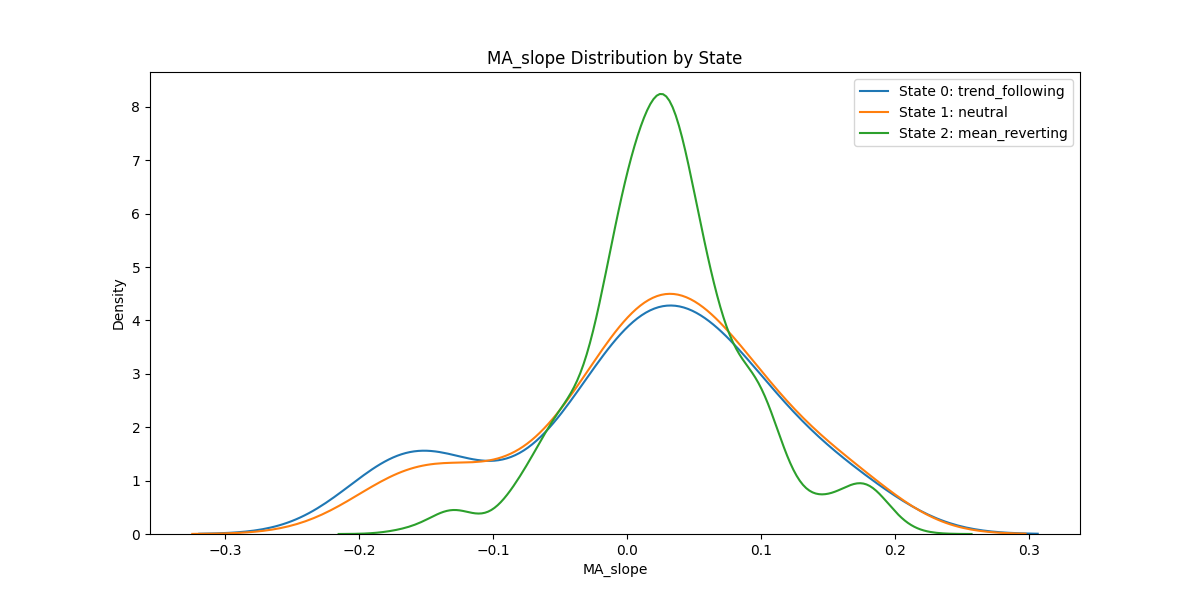 MA_slope Distribution by State
State 0: trend_following
State 1: neutral
State 2: mean_reverting
Density
8
7
6
5
4
3
2
1
0
−0.3 −0.2 −0.1 0.0 0.1 0.2 0.3
MA_slope